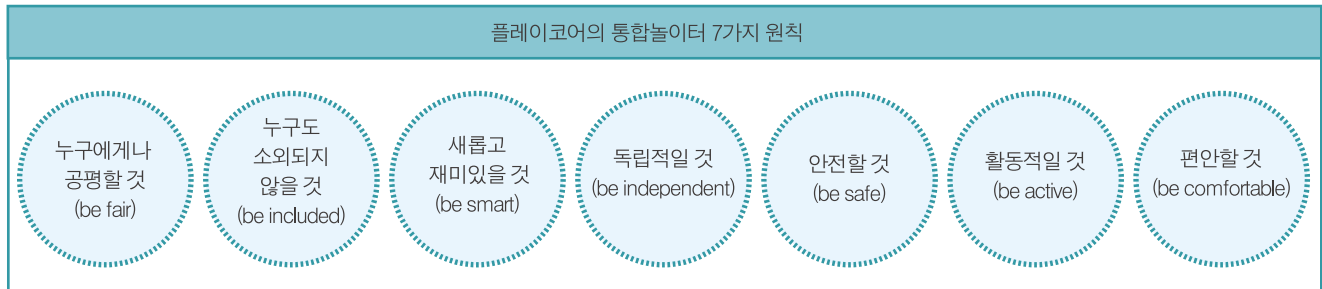 플레이코어의 통합놀이터 7가지 원칙
누구에게나
공평할 것
(be fair)
누구도
소외되지
않을 것
(be included)
새롭고
재미있을 것
(be smart)
독립적일 것
(be independent)
안전할 것
(be safe)
활동적일 것
(be active)
편안할 것
(be comfortable)